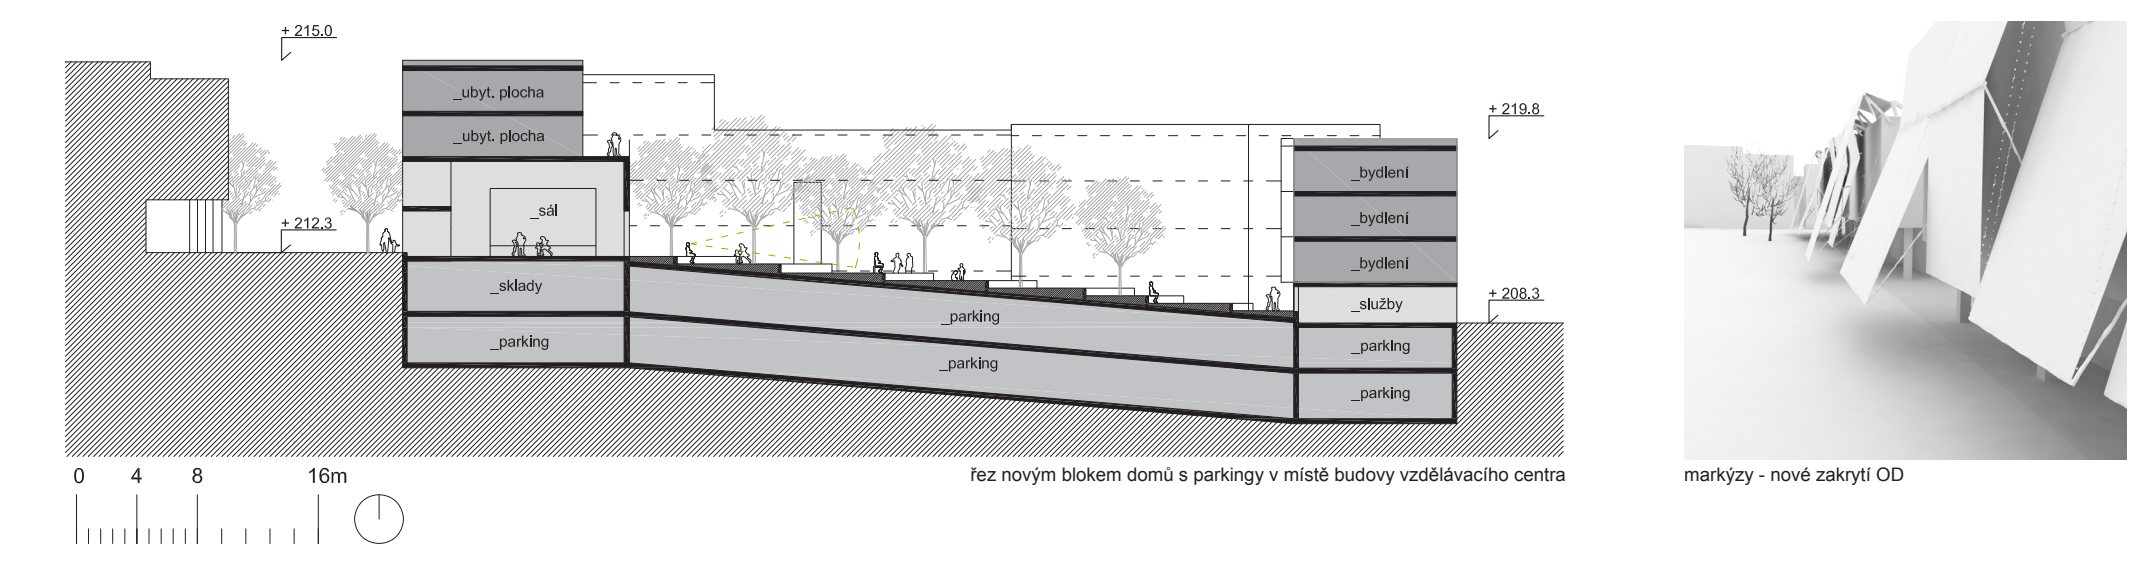 + 215.0
+ 219.8
_ubyt. plocha
_ubyt. plocha
_bydlení
_sál
_bydlení
+ 212.3
_bydlení
_sklady
+ 208.3
_služby
_parking
_parking
_parking
_parking
_parking
řez novým blokem domů s parkingy v místě budovy vzdělávacího centra
markýzy - nové zakrytí OD
0 4 8 16m